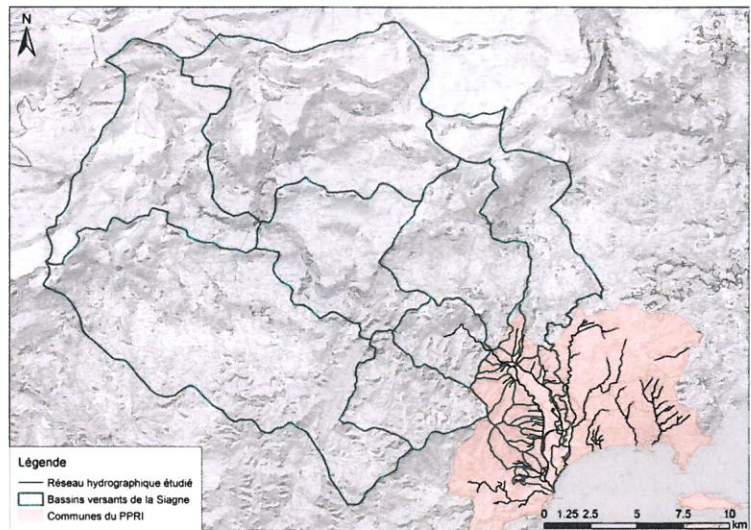 N
Légende
Réseau hydrographique étudié
Bassins versants de la Siagne
Communes du PPRI
0 1.25 2.5 5 7.5 10
km